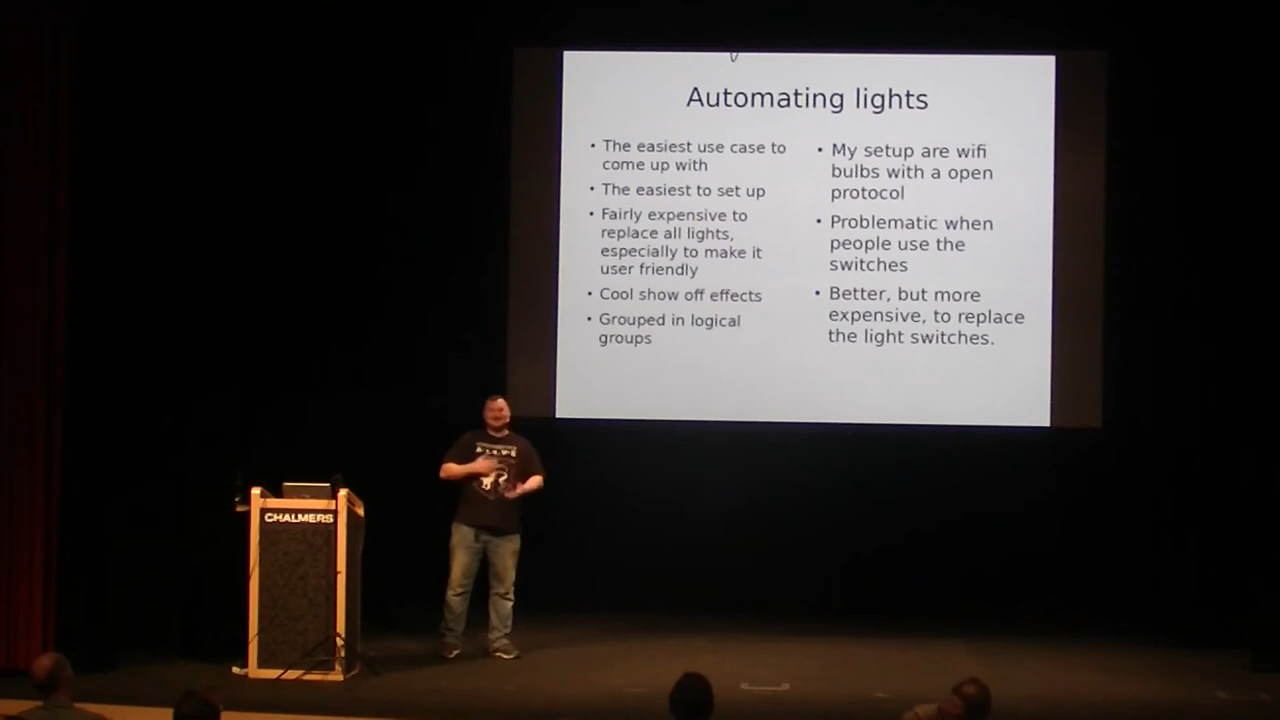 Automating lights
• The easiest use case to
come up with
• The easiest to set up
• Fairly expensive to
replace all lights,
especially to make it
user friendly
• Cool show off effects
• Grouped in logical
groups
• My setup are wifi
bulbs with a open
protocol
• Problematic when
people use the
switches
• Better, but more
expensive, to replace
the light switches.
CHALMERS